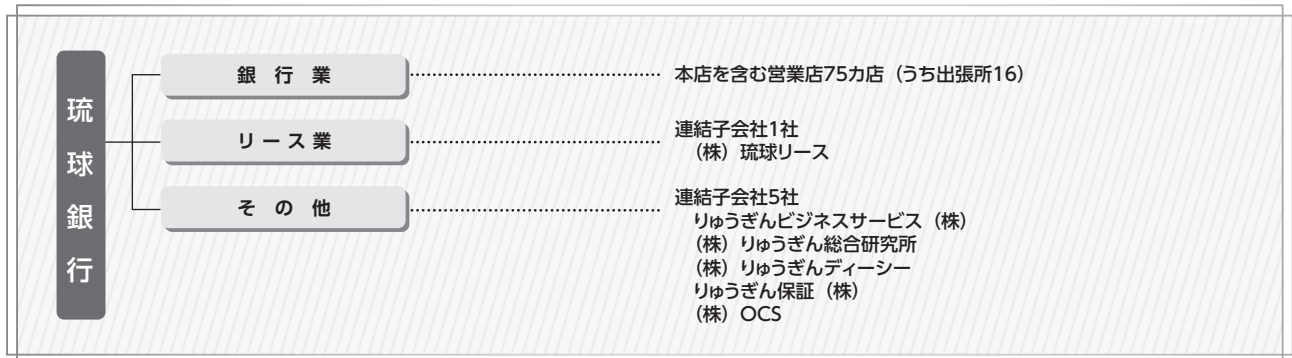 琉球銀行
銀行業
本店を含む営業店75カ店（うち出張所16）
リース業
連結子会社1社
（株）琉球リース
その他
連結子会社5社
りゅうぎんビジネスサービス（株）
（株）りゅうぎん総合研究所
（株）りゅうぎんディーシー
りゅうぎん保証（株）
（株）OCS